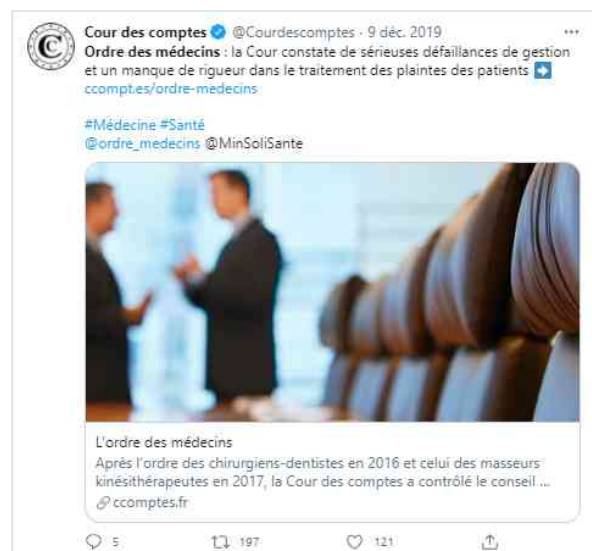 Cour des comptes @Courdescomptes · 9 déc. 2019 ...
Ordre des médecins : la Cour constate de sérieuses défaillances de gestion
et un manque de rigueur dans le traitement des plaintes des patients ➡
ccompt.es/ordre-medecins
#Médecine #Santé
@ordre_medecins @MinSoliSante
L'ordre des médecins
Après l'ordre des chirurgiens-dentistes en 2016 et celui des masseurs
kinésithérapeutes en 2017, la Cour des comptes a contrôlé le conseil ...
ccomptes.fr
5 197 121